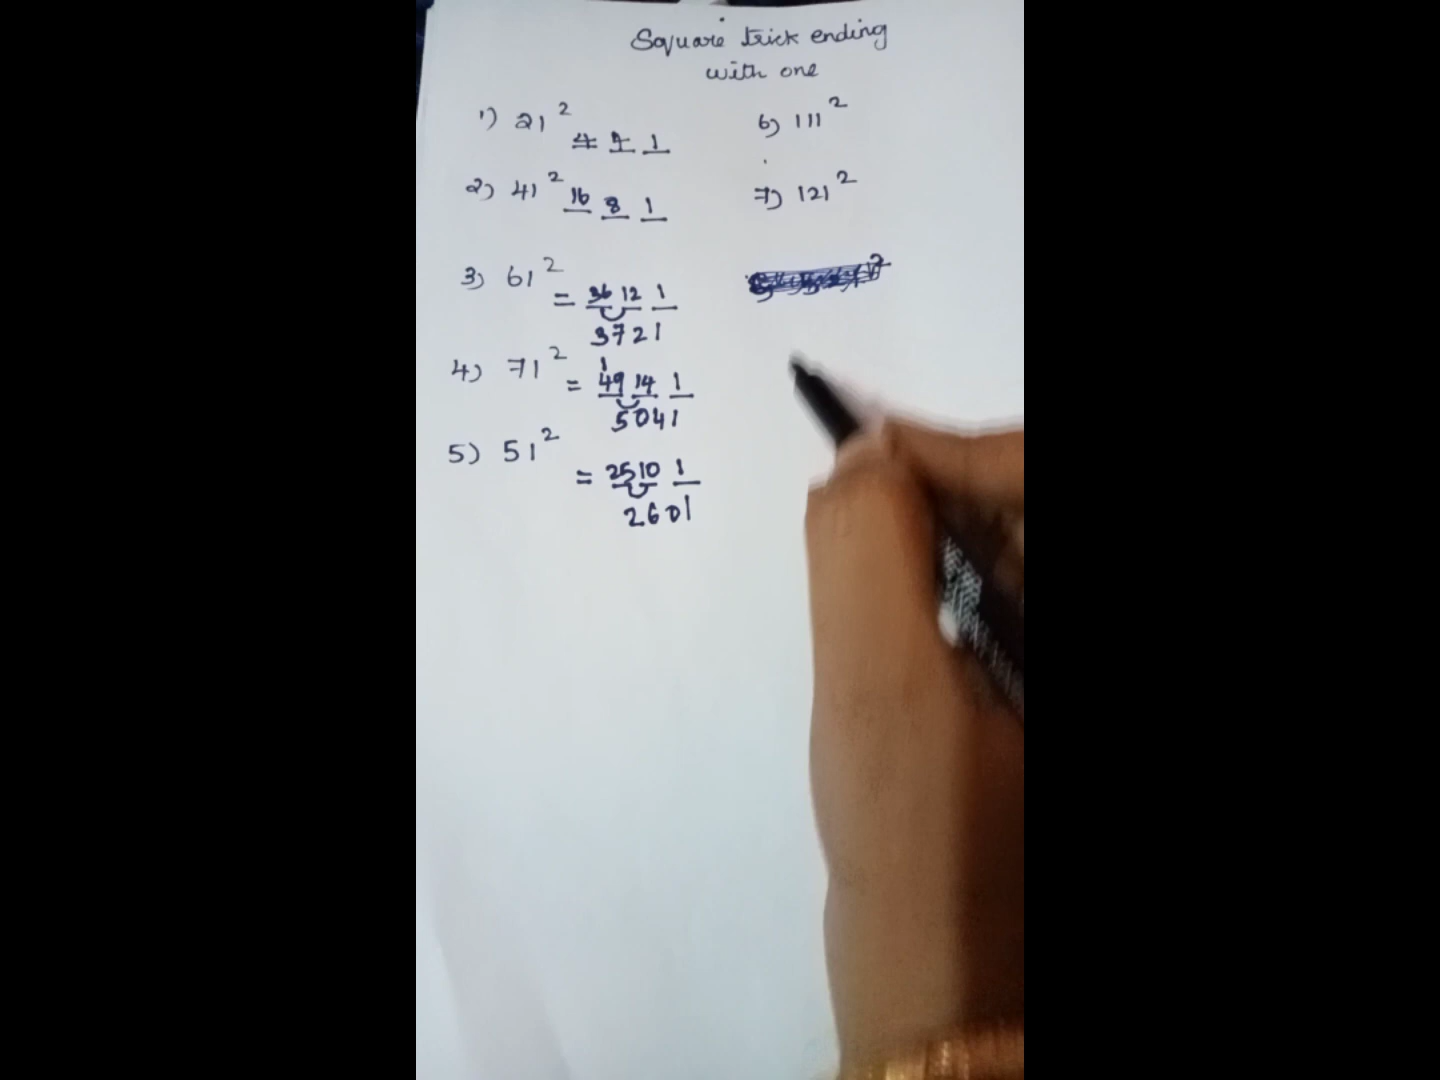 Square trick ending
with one
1) 21²
4 4 1
2) 41² 16 8 1
3) 61²
= 36 12 1
3721
4) 71²
1
= 49 14 1
5041
5) 51²
= 25 10 1
2601
6) 111²
7) 121²